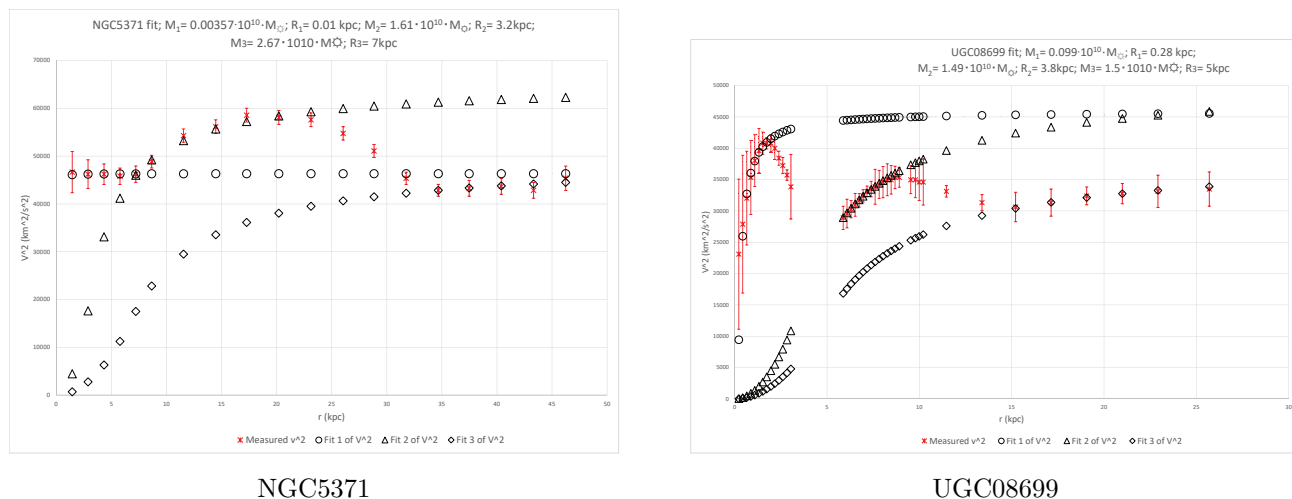 NGC5371 fit; M₁= 0.00357·10¹⁰·M☼; R₁= 0.01 kpc; M₂= 1.61·10¹⁰·M☼; R₂= 3.2kpc;
M3= 2.67·1010·M☼; R3= 7kpc
70000
60000
50000
40000
30000
20000
10000
0
V^2 (km^2/s^2)
0 5 10 15 20 25 30 35 40 45 50
r (kpc)
Measured v^2 Fit 1 of V^2 Fit 2 of V^2 Fit 3 of V^2
NGC5371
UGC08699 fit; M₁= 0.099·10¹⁰·M☼; R₁= 0.28 kpc;
M₂= 1.49·10¹⁰·M☼; R₂= 3.8kpc; M3= 1.5·1010·M☼; R3= 5kpc
50000
45000
40000
35000
30000
25000
20000
15000
10000
5000
0
V^2 (km^2/s^2)
0 5 10 15 20 25 30
r (kpc)
Measured v^2 Fit 1 of V^2 Fit 2 of V^2 Fit 3 of V^2
UGC08699